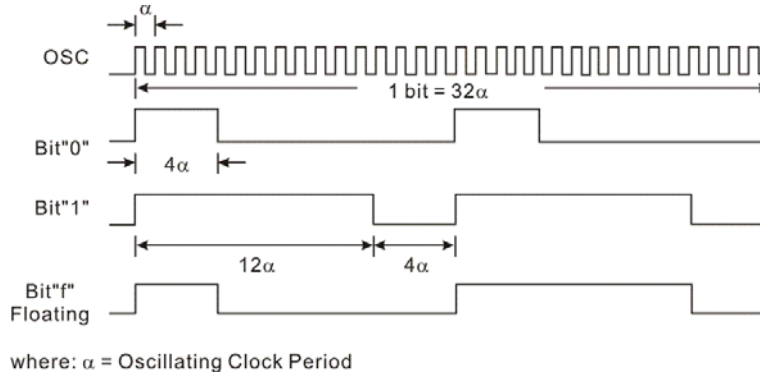 α
OSC
1 bit = 32α
Bit"0"
4α
Bit"1"
12α
4α
Bit"f"
Floating
where: α = Oscillating Clock Period